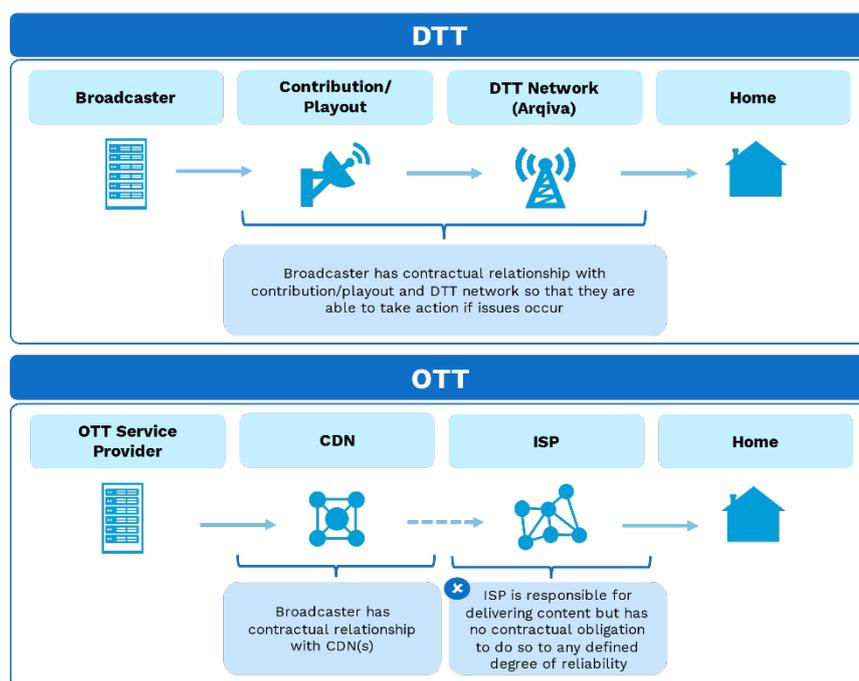 DTT
Broadcaster
Contribution/
Playout
DTT Network
(Arqiva)
Home
Broadcaster has contractual relationship with
contribution/playout and DTT network so that they are
able to take action if issues occur
OTT
OTT Service
Provider
CDN
ISP
Home
Broadcaster has
contractual relationship
with CDN(s)
ISP is responsible for
delivering content but has
no contractual obligation
to do so to any defined
degree of reliability